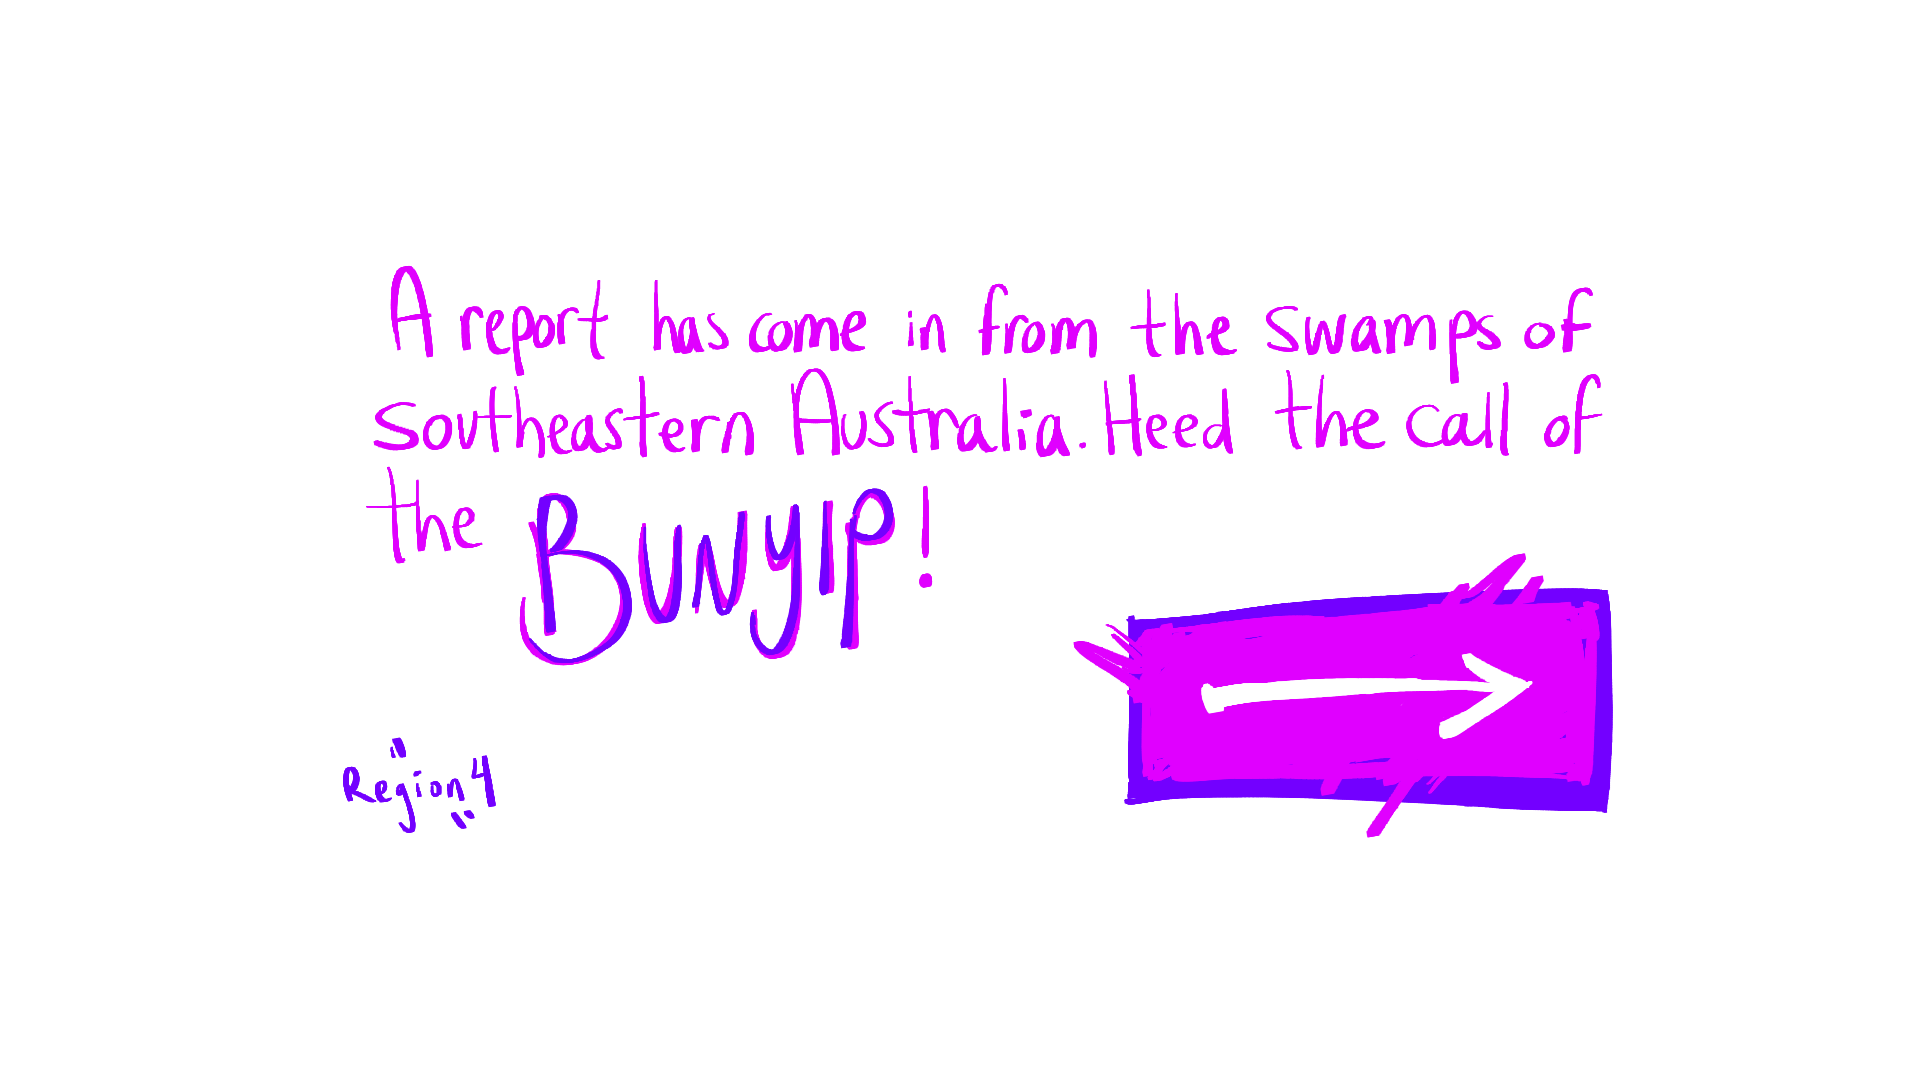 A report has come in from the swamps of
southeastern Australia. Heed the call of
the BUNYIP!
Region 4